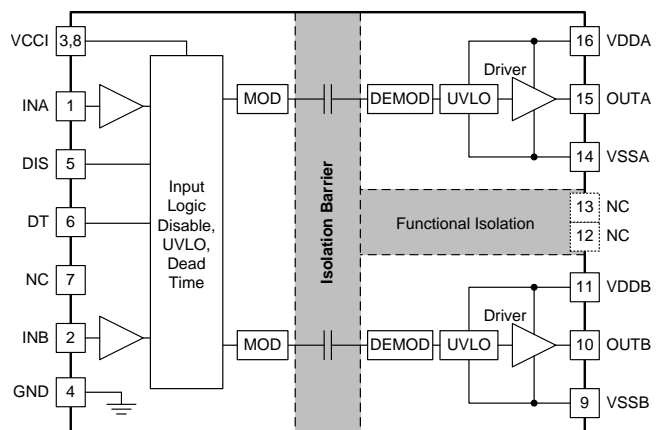 VCCI 3,8
INA 1
DIS 5
DT 6
NC 7
INB 2
GND 4
Input
Logic
Disable,
UVLO,
Dead
Time
MOD
MOD
Isolation Barrier
DEMOD
UVLO
Driver
16 VDDA
15 OUTA
14 VSSA
Functional Isolation
13 NC
12 NC
DEMOD
UVLO
Driver
11 VDDB
10 OUTB
9 VSSB